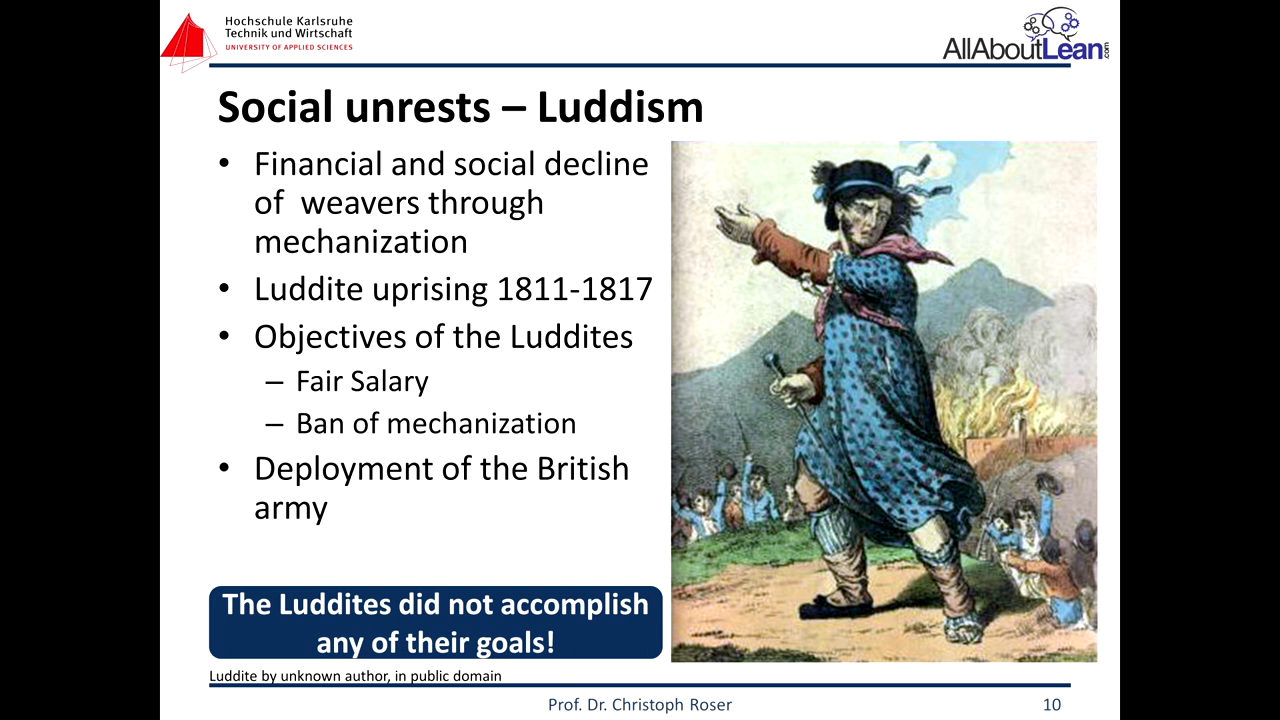 Hochschule Karlsruhe
Technik und Wirtschaft
UNIVERSITY OF APPLIED SCIENCES
AllAboutLean.com
Social unrests – Luddism
• Financial and social decline
of weavers through
mechanization
• Luddite uprising 1811-1817
• Objectives of the Luddites
– Fair Salary
– Ban of mechanization
• Deployment of the British
army
The Luddites did not accomplish
any of their goals!
Luddite by unknown author, in public domain
Prof. Dr. Christoph Roser
10